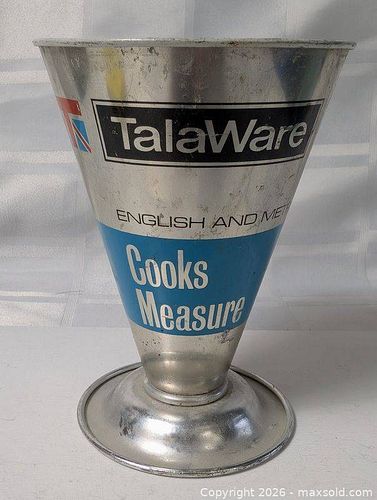 TalaWare
ENGLISH AND MET
Cooks
Measure
Copyright ©2026 - maxsold.com